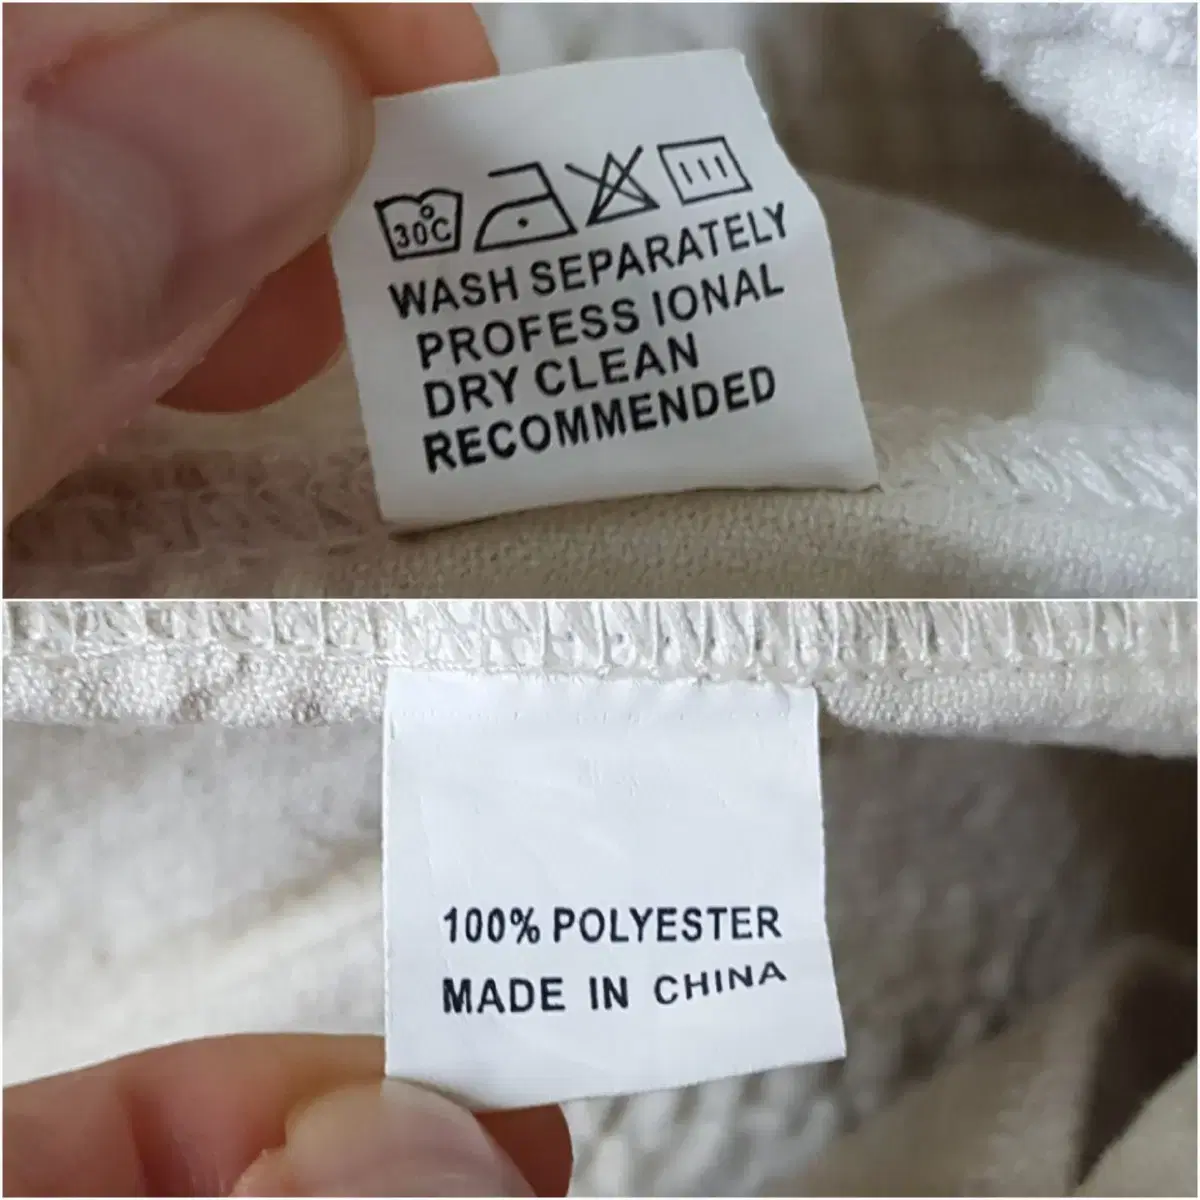 30°C
WASH SEPARATELY
PROFESS IONAL
DRY CLEAN
RECOMMENDED
100% POLYESTER
MADE IN CHINA